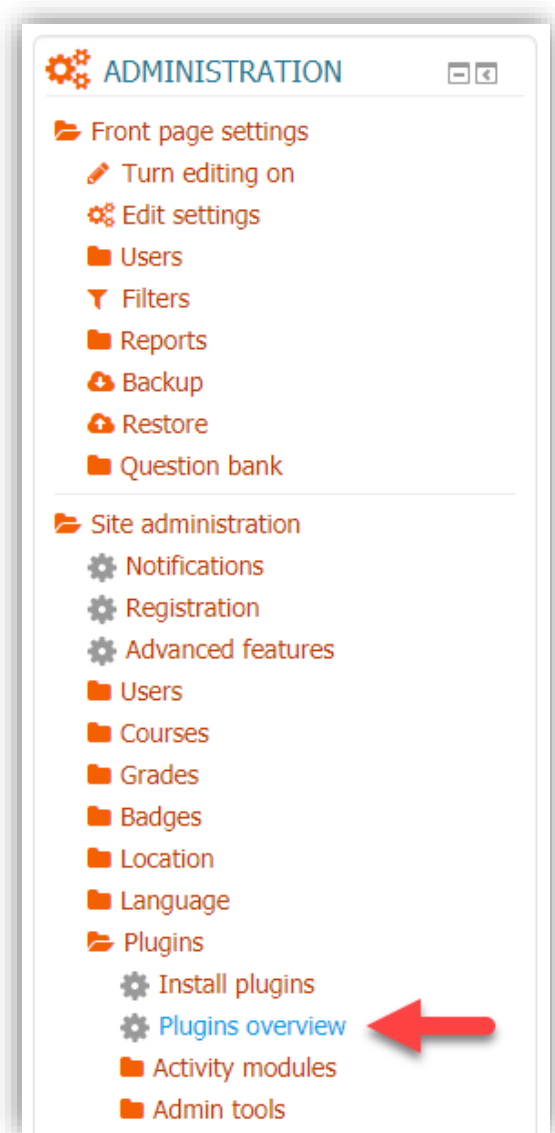 ADMINISTRATION
Front page settings
Turn editing on
Edit settings
Users
Filters
Reports
Backup
Restore
Question bank
Site administration
Notifications
Registration
Advanced features
Users
Courses
Grades
Badges
Location
Language
Plugins
Install plugins
Plugins overview
Activity modules
Admin tools